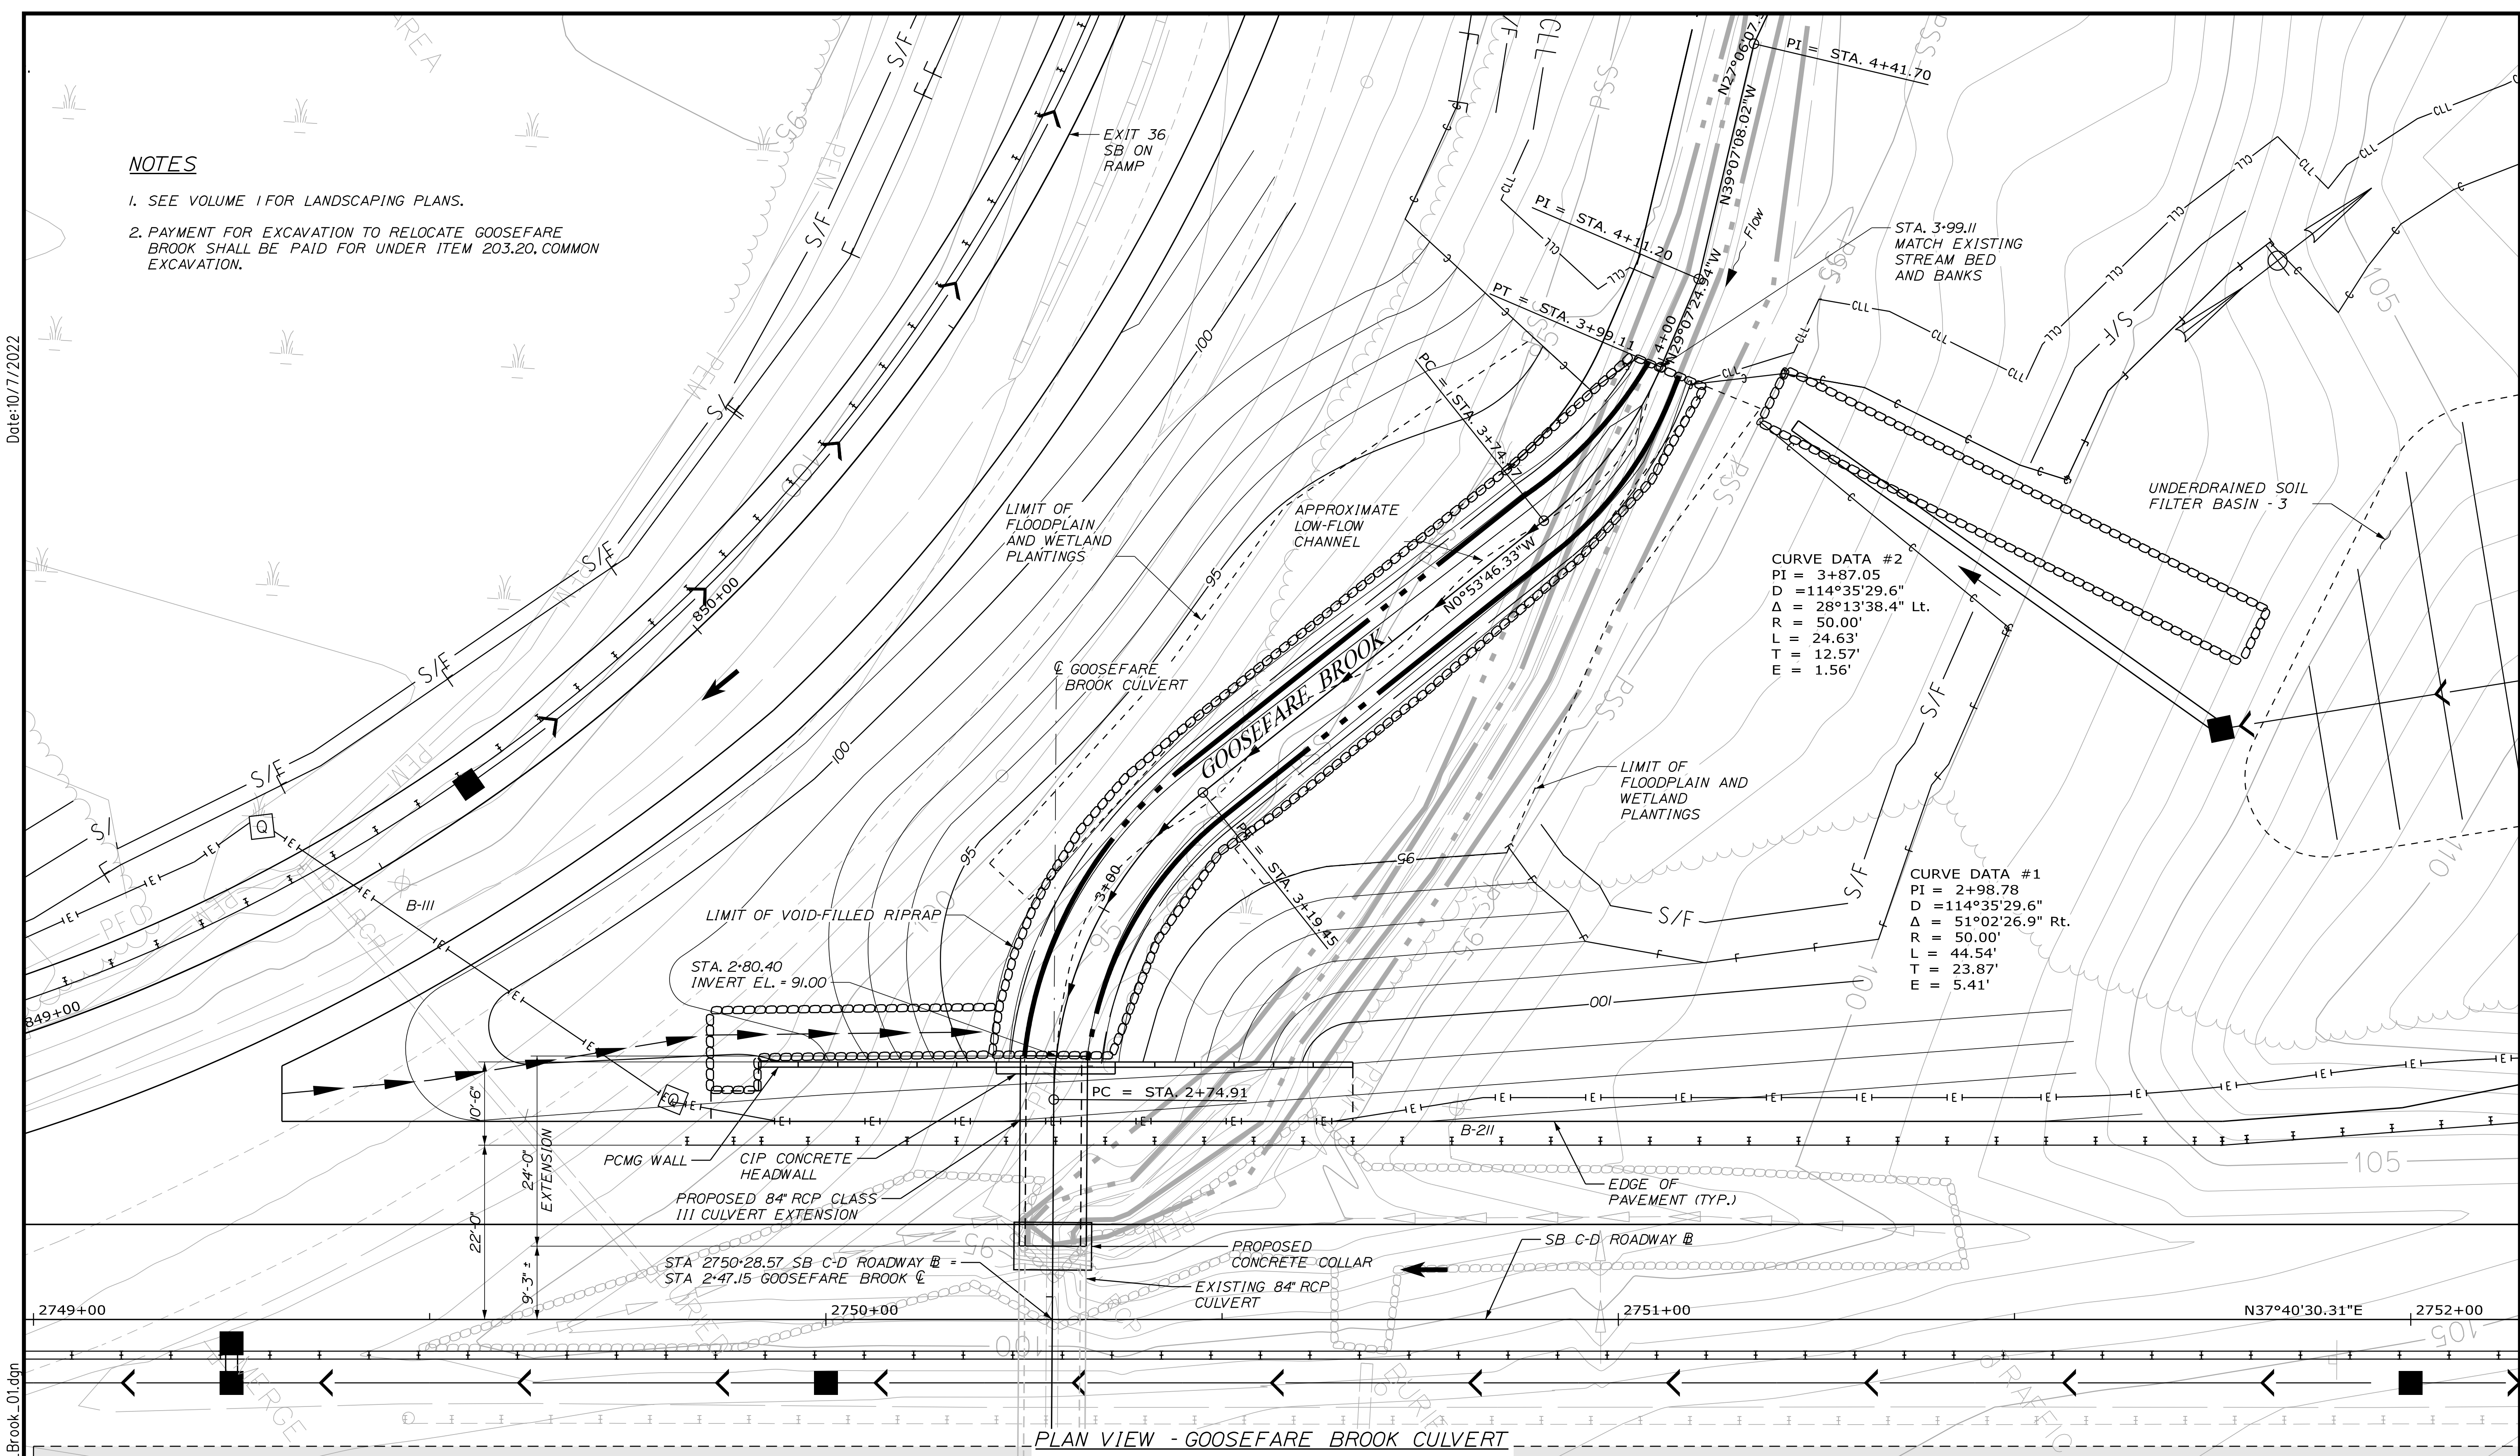 NOTES
1. SEE VOLUME 1 FOR LANDSCAPING PLANS.
2. PAYMENT FOR EXCAVATION TO RELOCATE GOOSEFARE
BROOK SHALL BE PAID FOR UNDER ITEM 203.20, COMMON
EXCAVATION.
Date:10/7/2022
AREA
EXIT 36
SB ON
RAMP
PI = STA. 4+41.70
N39°07'08.02"W
PI = STA. 4+11.20
Flow
STA. 3+99.11
MATCH EXISTING
STREAM BED
AND BANKS
PT = STA. 3+99.11
4+00
N29°07'24.94"W
UNDERDRAINED SOIL
FILTER BASIN - 3
LIMIT OF
FLOODPLAIN
AND WETLAND
PLANTINGS
APPROXIMATE
LOW-FLOW
CHANNEL
N0°53'46.33"W
CURVE DATA #2
PI = 3+87.05
D =114°35'29.6"
Δ = 28°13'38.4" Lt.
R = 50.00'
L = 24.63'
T = 12.57'
E = 1.56'
850+00
℄ GOOSEFARE
BROOK CULVERT
GOOSEFARE BROOK
LIMIT OF
FLOODPLAIN AND
WETLAND
PLANTINGS
B-111
3+00
STA. 3+19.45
LIMIT OF VOID-FILLED RIPRAP
CURVE DATA #1
PI = 2+98.78
D =114°35'29.6"
Δ = 51°02'26.9" Rt.
R = 50.00'
L = 44.54'
T = 23.87'
E = 5.41'
STA. 2+80.40
INVERT EL. = 91.00
849+00
PC = STA. 2+74.91
10'-6"
B-211
24'-0"
EXTENSION
PCMG WALL
CIP CONCRETE
HEADWALL
105
EDGE OF
PAVEMENT (TYP.)
PROPOSED 84" RCP CLASS
III CULVERT EXTENSION
22'-0"
9'-3" ±
STA 2750+28.57 SB C-D ROADWAY BL =
STA 2+47.15 GOOSEFARE BROOK ℄
PROPOSED
CONCRETE COLLAR
SB C-D ROADWAY BL
EXISTING 84" RCP
CULVERT
2749+00
2750+00
2751+00
N37°40'30.31"E
2752+00
PLAN VIEW - GOOSEFARE BROOK CULVERT
Brook_01.dgn